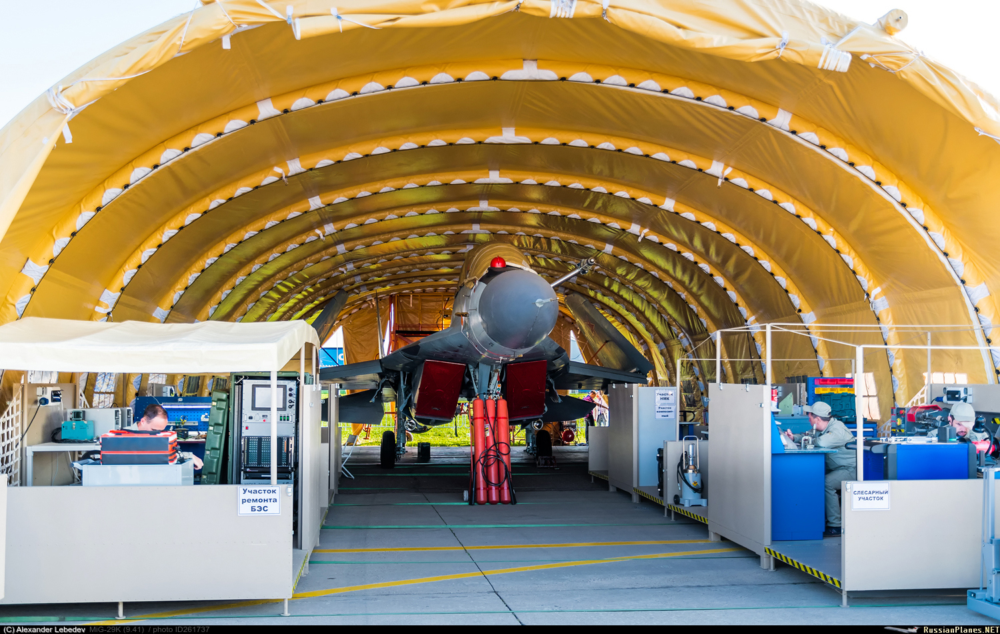 Участок
НМК
Участок
композит-
ный
Участок
ремонта
БЭС
СЛЕСАРНЫЙ
УЧАСТОК
(C) Alexander Lebedev MiG-29K (9.41) / photo ID261737
RussianPlanes.NET